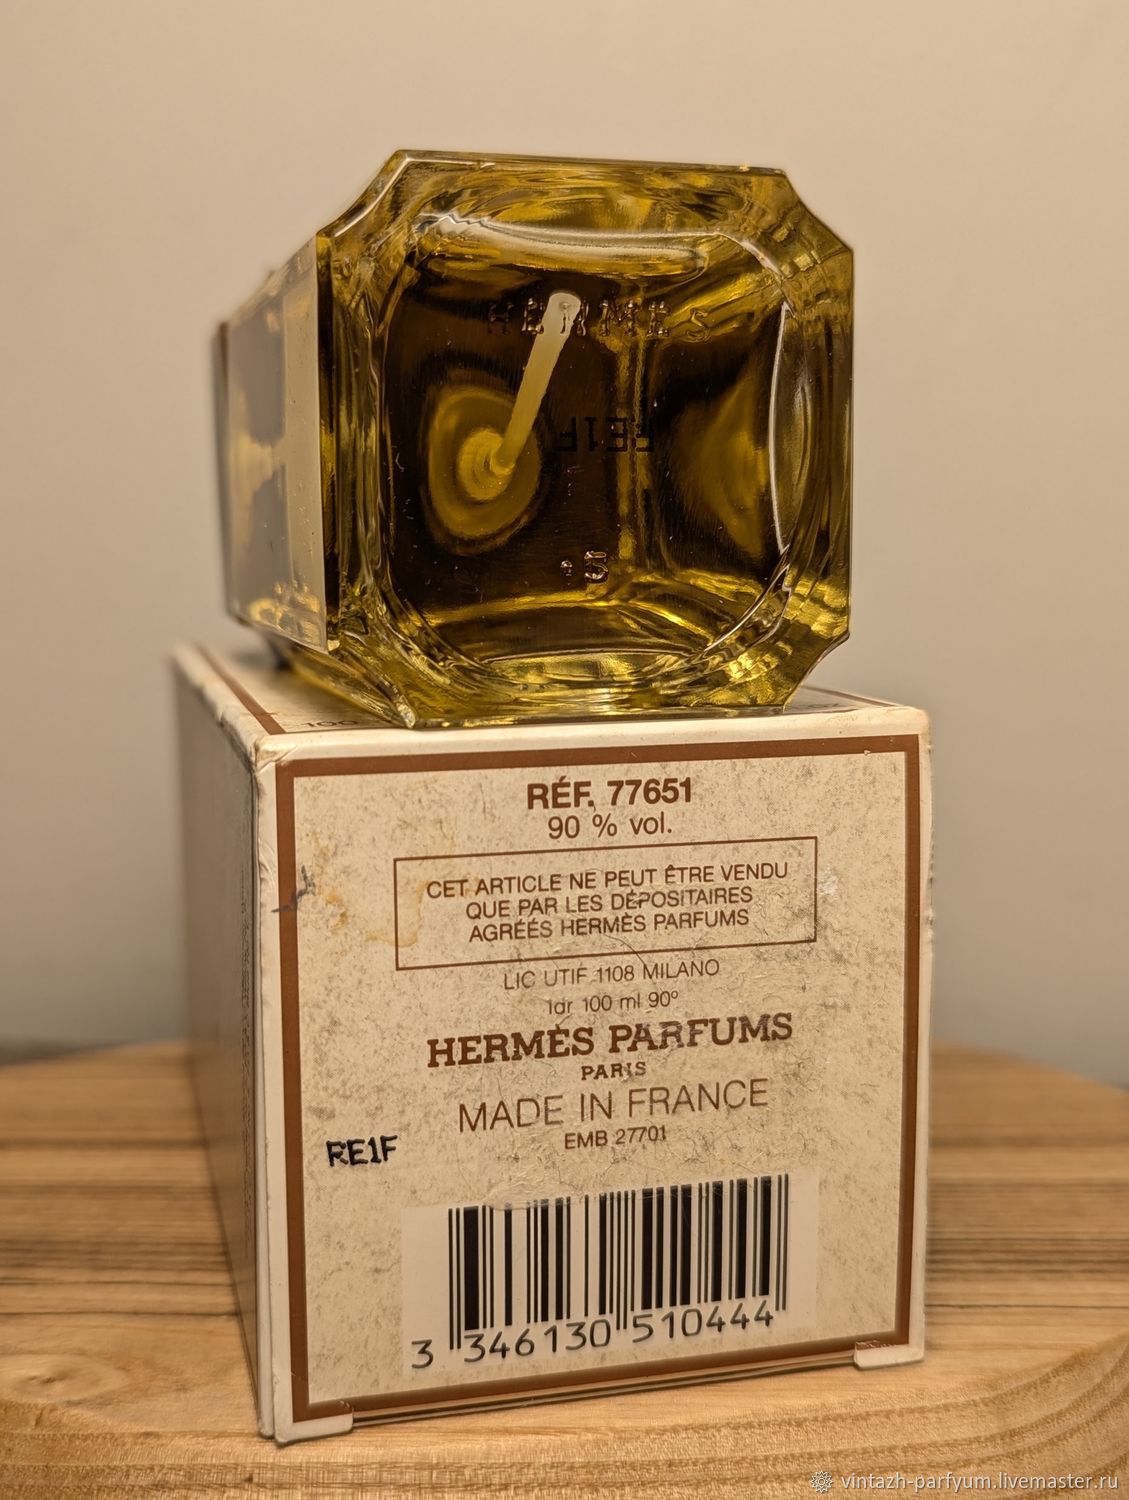 HERMES
RE1F
.5
100
RÉF. 77651
90 % vol.
CET ARTICLE NE PEUT ÊTRE VENDU
QUE PAR LES DÉPOSITAIRES
AGRÉÉS HERMÈS PARFUMS
LIC UTIF 1108 MILANO
1dr 100 ml 90°
HERMÈS PARFUMS
PARIS
MADE IN FRANCE
EMB 27701
RE1F
3 346130 510444
vintazh-parfyum.livemaster.ru